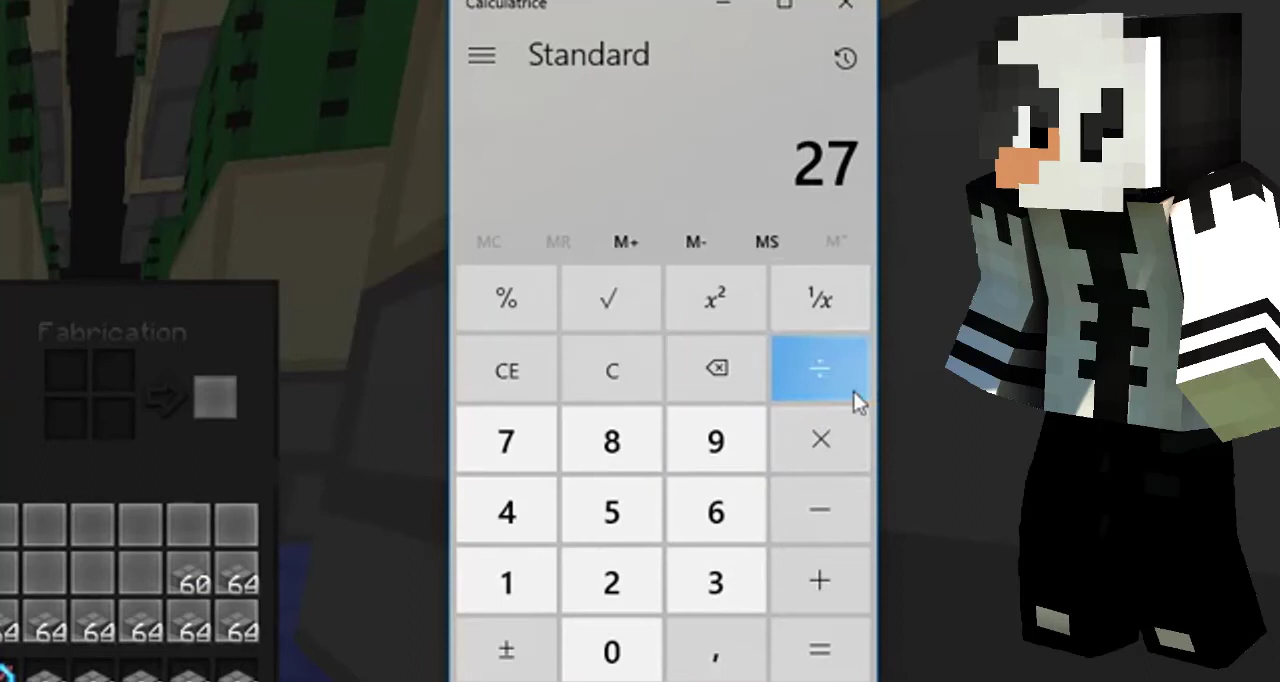 Calculatrice
Standard
27
MC MR M+ M- MS M˅
% √ x² ¹/x
CE C ÷
7 8 9 ×
4 5 6 −
1 2 3 +
± 0 , =
Fabrication
60 64
64 64 64 64 64